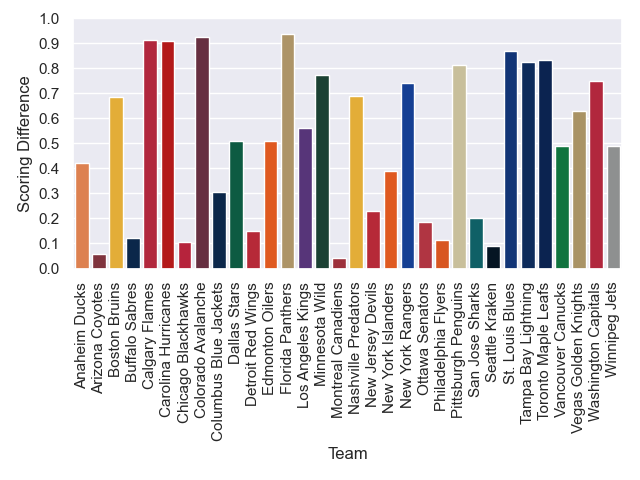 Scoring Difference
1.0
0.9
0.8
0.7
0.6
0.5
0.4
0.3
0.2
0.1
0.0
Anaheim Ducks
Arizona Coyotes
Boston Bruins
Buffalo Sabres
Calgary Flames
Carolina Hurricanes
Chicago Blackhawks
Colorado Avalanche
Columbus Blue Jackets
Dallas Stars
Detroit Red Wings
Edmonton Oilers
Florida Panthers
Los Angeles Kings
Minnesota Wild
Montreal Canadiens
Nashville Predators
New Jersey Devils
New York Islanders
New York Rangers
Ottawa Senators
Philadelphia Flyers
Pittsburgh Penguins
San Jose Sharks
Seattle Kraken
St. Louis Blues
Tampa Bay Lightning
Toronto Maple Leafs
Vancouver Canucks
Vegas Golden Knights
Washington Capitals
Winnipeg Jets
Team